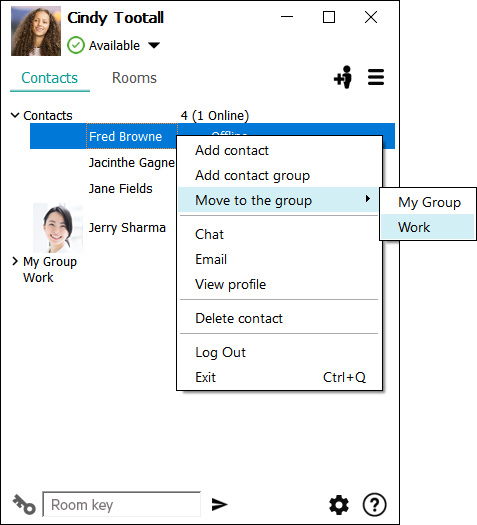 Cindy Tootall
Available
Contacts Rooms
Contacts 4 (1 Online)
Fred Browne Offline
Jacinthe Gagne
Jane Fields
Jerry Sharma
My Group
Work
Add contact
Add contact group
Move to the group
My Group
Work
Chat
Email
View profile
Delete contact
Log Out
Exit Ctrl+Q
Room key